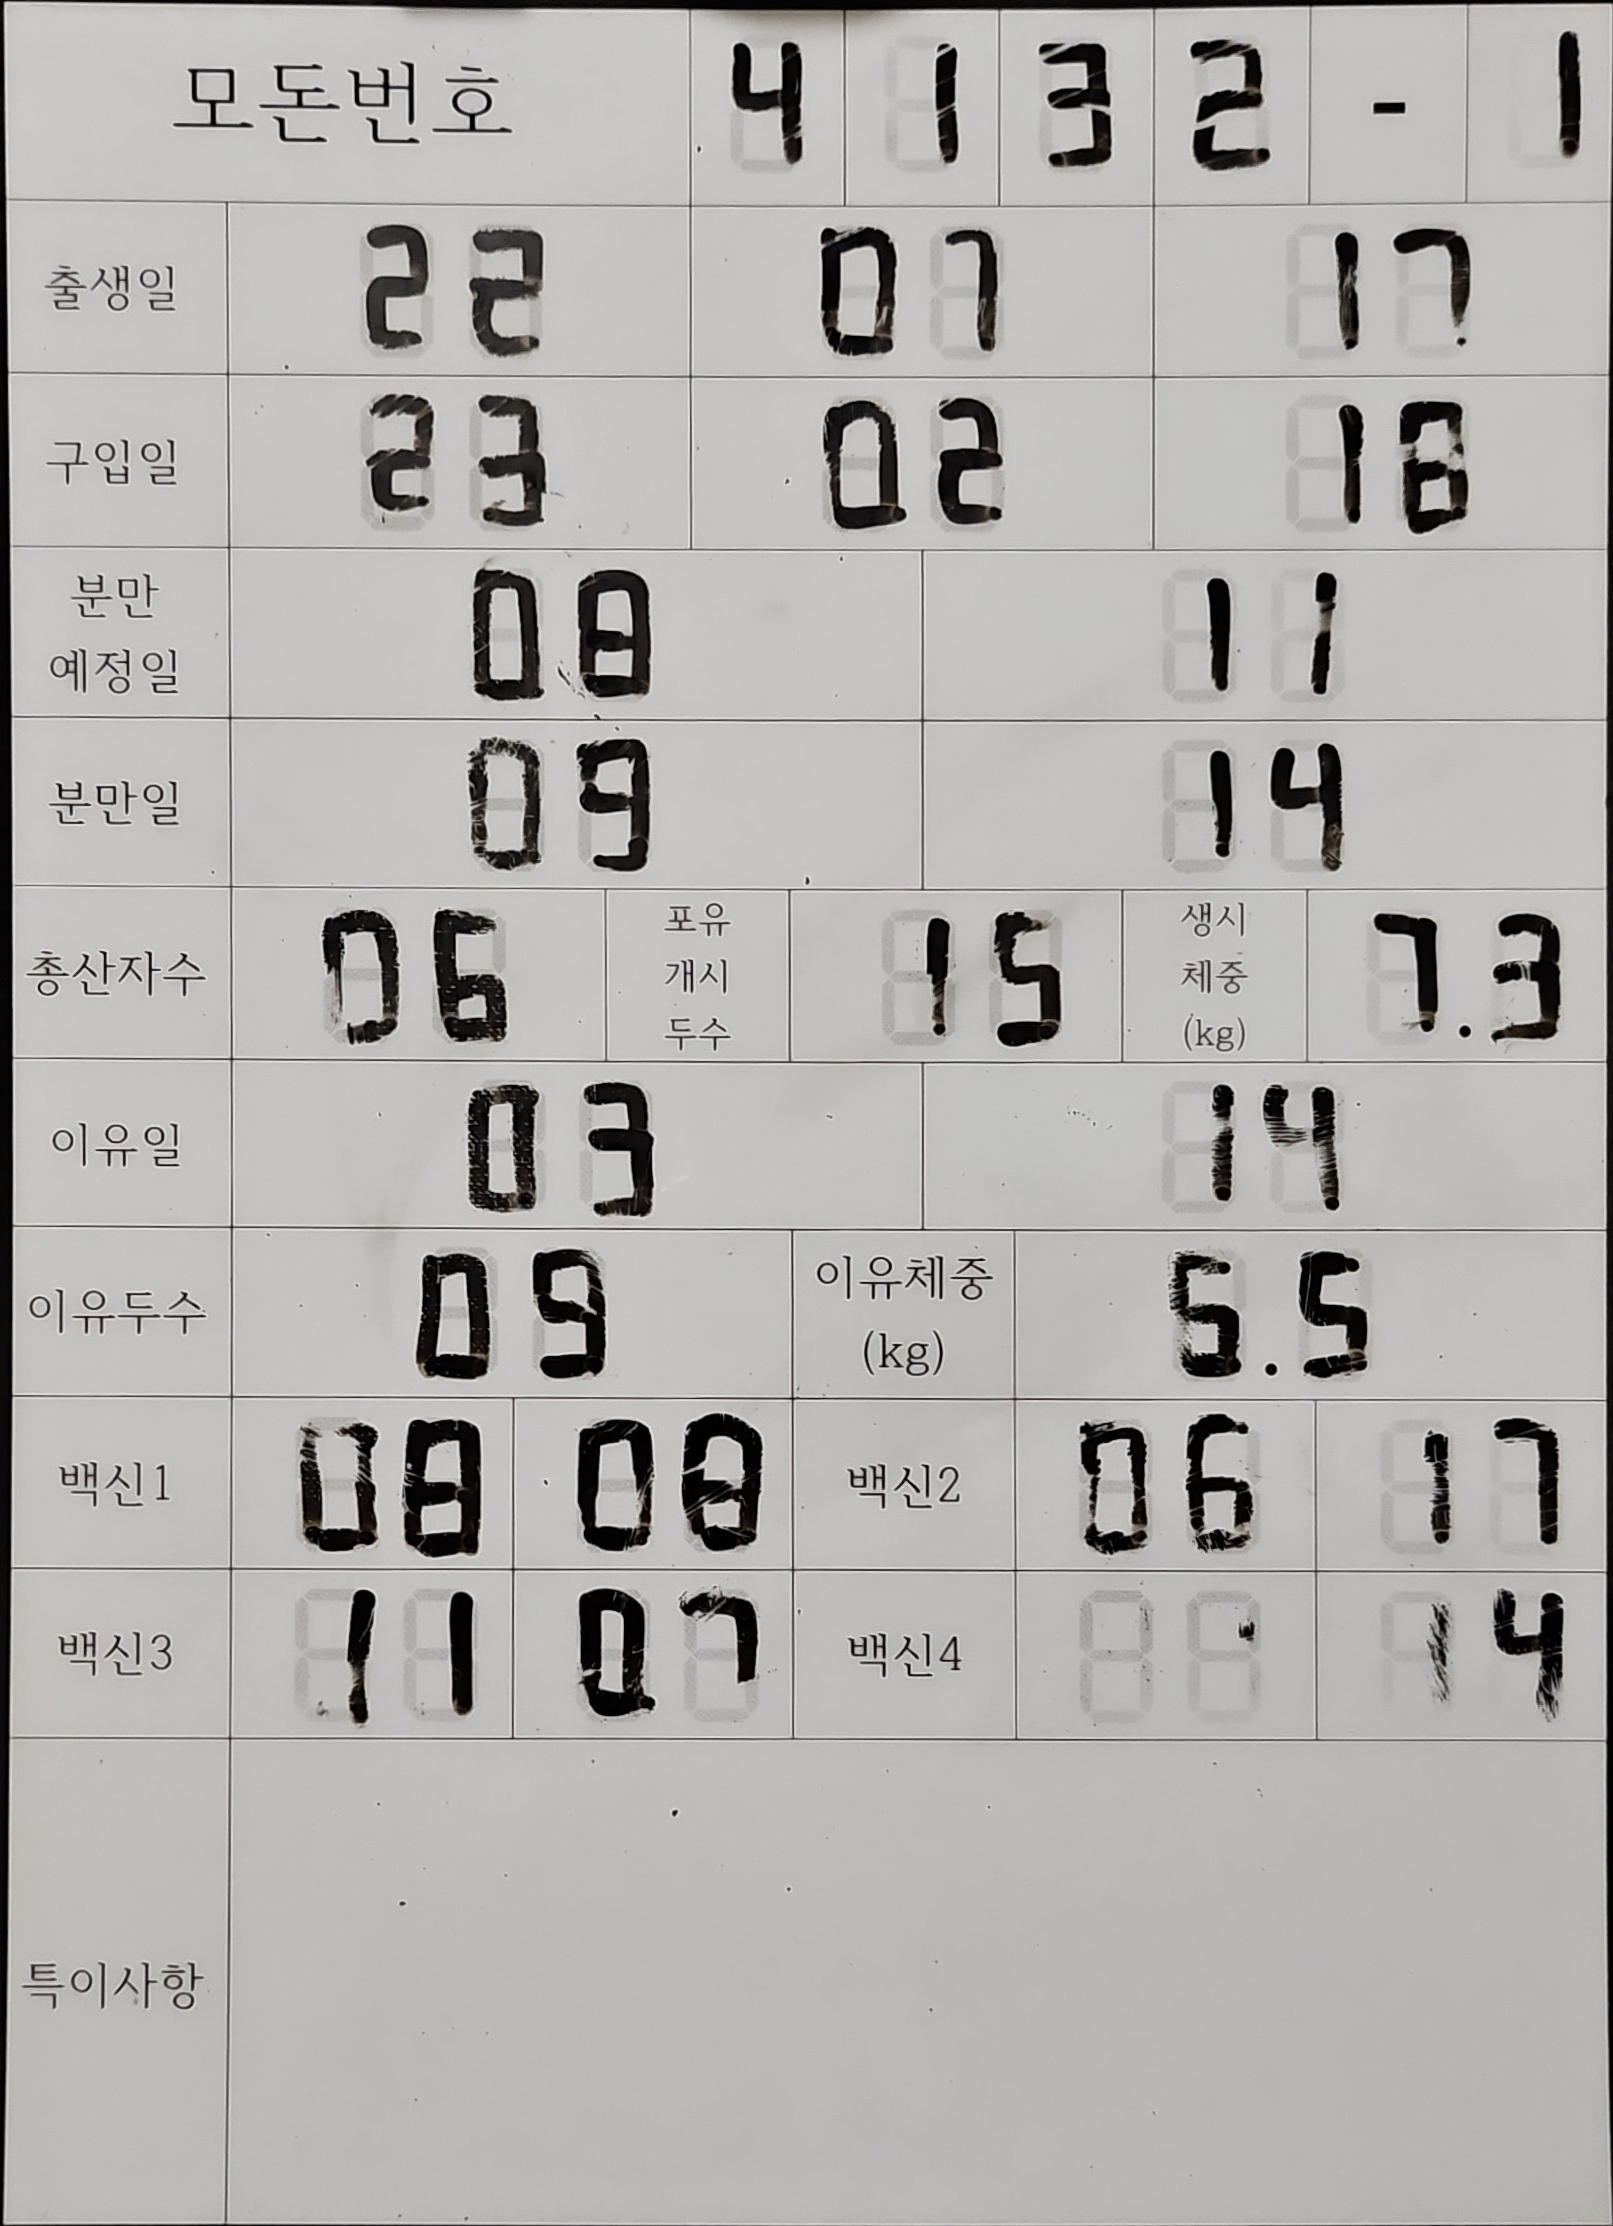 모돈번호 4 1 3 2 - 1
출생일 22 07 17
구입일 23 02 18
분만 예정일 08 11
분만일 09 14
총산자수 06 포유 개시 두수 15 생시 체중 (kg) 7.3
이유일 03 14
이유두수 09 이유체중 (kg) 6.5
백신1 08 08 백신2 06 17
백신3 11 07 백신4 14
특이사항